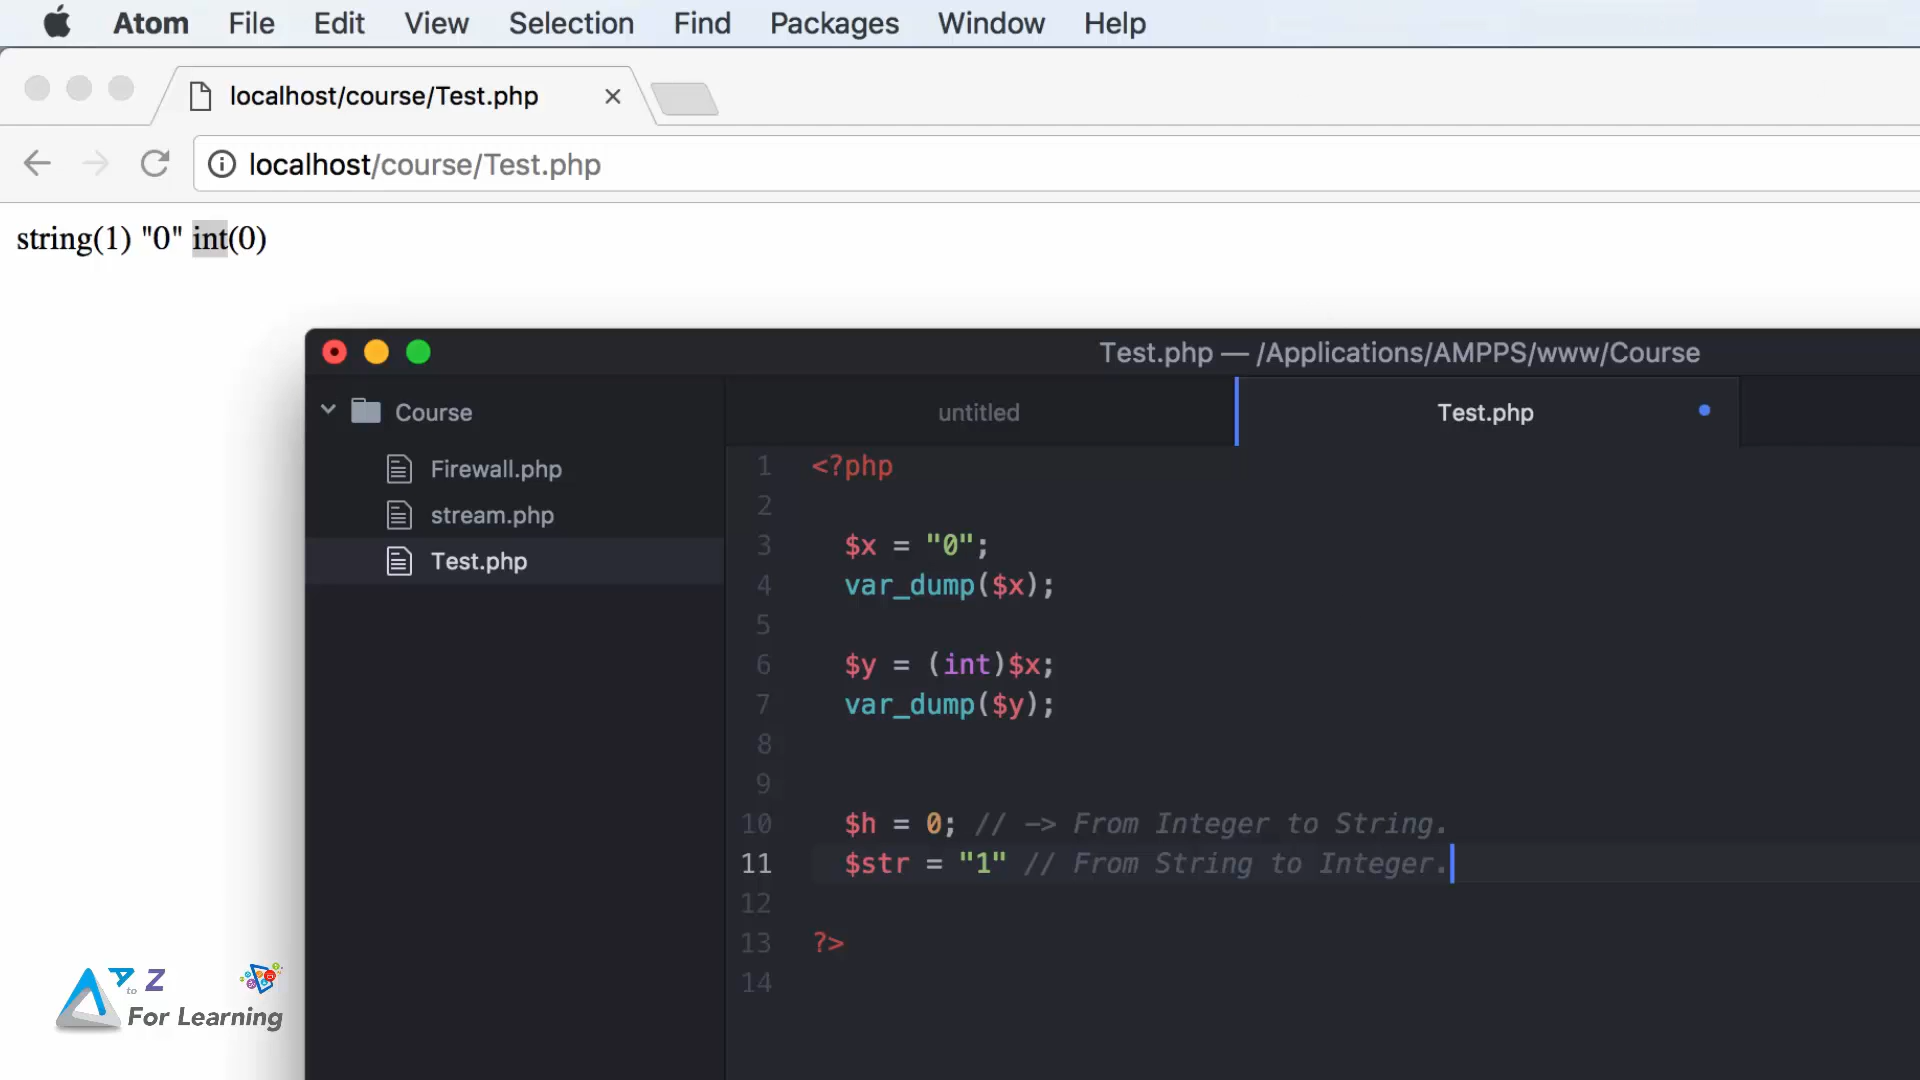 Atom File Edit View Selection Find Packages Window Help
localhost/course/Test.php
localhost/course/Test.php
string(1) "0" int(0)
Test.php — /Applications/AMPPS/www/Course
Course
Firewall.php
stream.php
Test.php
untitled
Test.php
1 <?php
2
3 $x = "0";
4 var_dump($x);
5
6 $y = (int)$x;
7 var_dump($y);
8
9
10 $h = 0; // -> From Integer to String.
11 $str = "1" // From String to Integer.
12
13 ?>
14
A to Z
For Learning